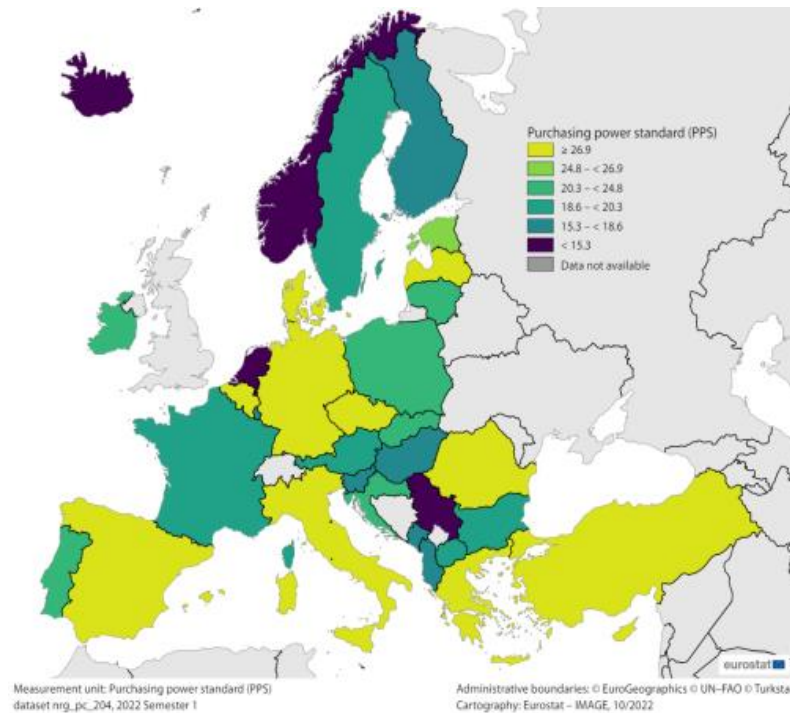 Purchasing power standard (PPS)
≥ 26.9
24.8 – < 26.9
20.3 – < 24.8
18.6 – < 20.3
15.3 – < 18.6
< 15.3
Data not available
eurostat
Measurement unit: Purchasing power standard (PPS)
dataset nrg_pc_204, 2022 Semester 1
Administrative boundaries: © EuroGeographics © UN–FAO © Turksta
Cartography: Eurostat – IMAGE, 10/2022